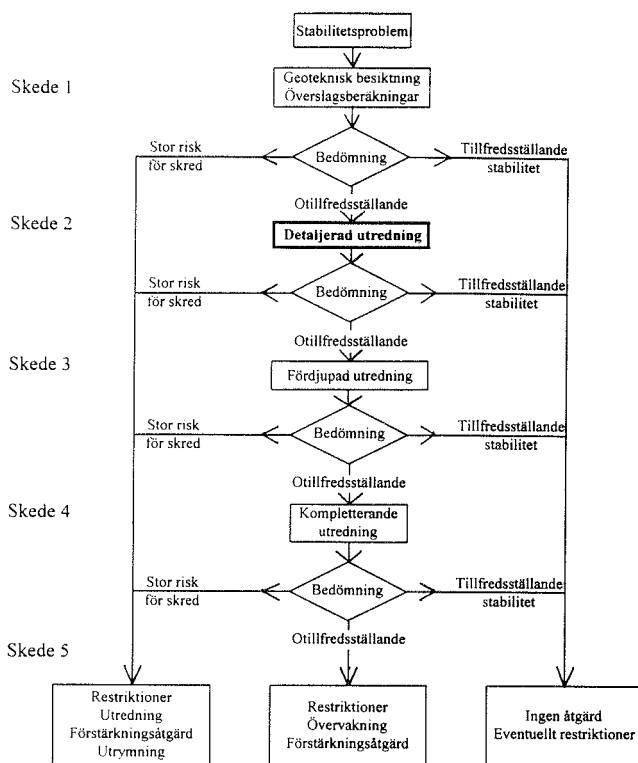 Stabilitetsproblem
Skede 1
Geoteknisk besiktning
Överslagsberäkningar
Stor risk
för skred
Bedömning
Tillfredsställande
stabilitet
Otillfredsställande
Skede 2
Detaljerad utredning
Stor risk
för skred
Bedömning
Tillfredsställande
stabilitet
Otillfredsställande
Skede 3
Fördjupad utredning
Stor risk
för skred
Bedömning
Tillfredsställande
stabilitet
Otillfredsställande
Skede 4
Kompletterande
utredning
Stor risk
för skred
Bedömning
Tillfredsställande
stabilitet
Otillfredsställande
Skede 5
Restriktioner
Utredning
Förstärkningsåtgärd
Utrymning
Restriktioner
Övervakning
Förstärkningsåtgärd
Ingen åtgärd
Eventuellt restriktioner